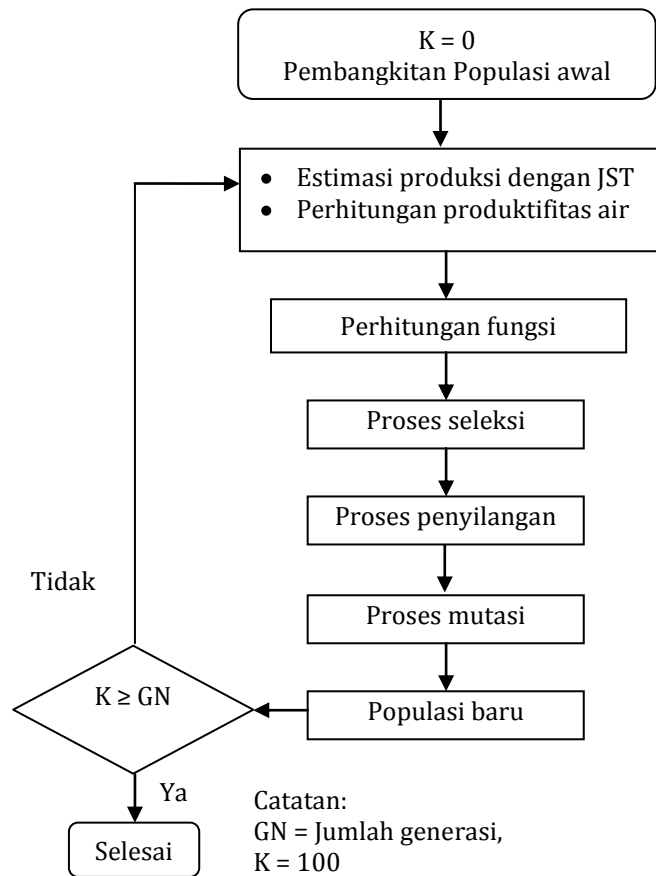 K = 0
Pembangkitan Populasi awal
• Estimasi produksi dengan JST
• Perhitungan produktifitas air
Perhitungan fungsi
Proses seleksi
Proses penyilangan
Tidak
Proses mutasi
K ≥ GN
Populasi baru
Ya
Selesai
Catatan:
GN = Jumlah generasi,
K = 100